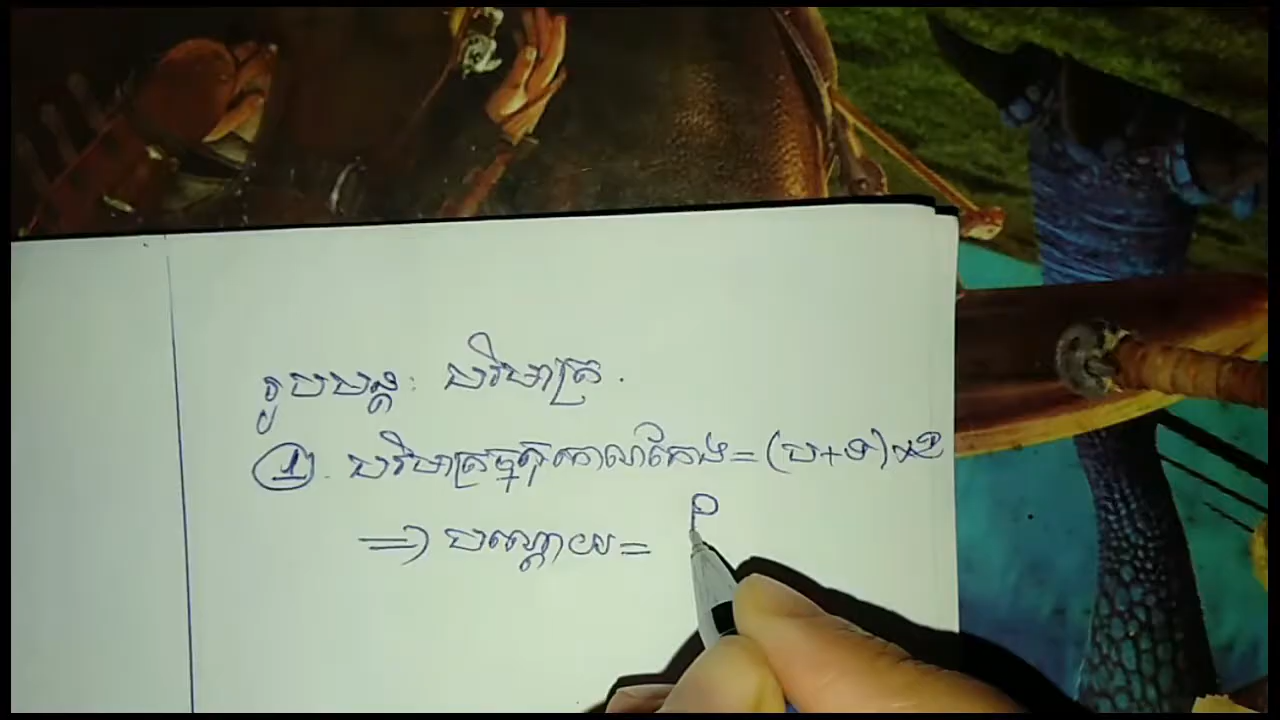 រូបមន្ត: បរិមាត្រ.
①. បរិមាត្រចតុកោណកែង = (ប+ទ)x2
⇒ បណ្តោយ = P